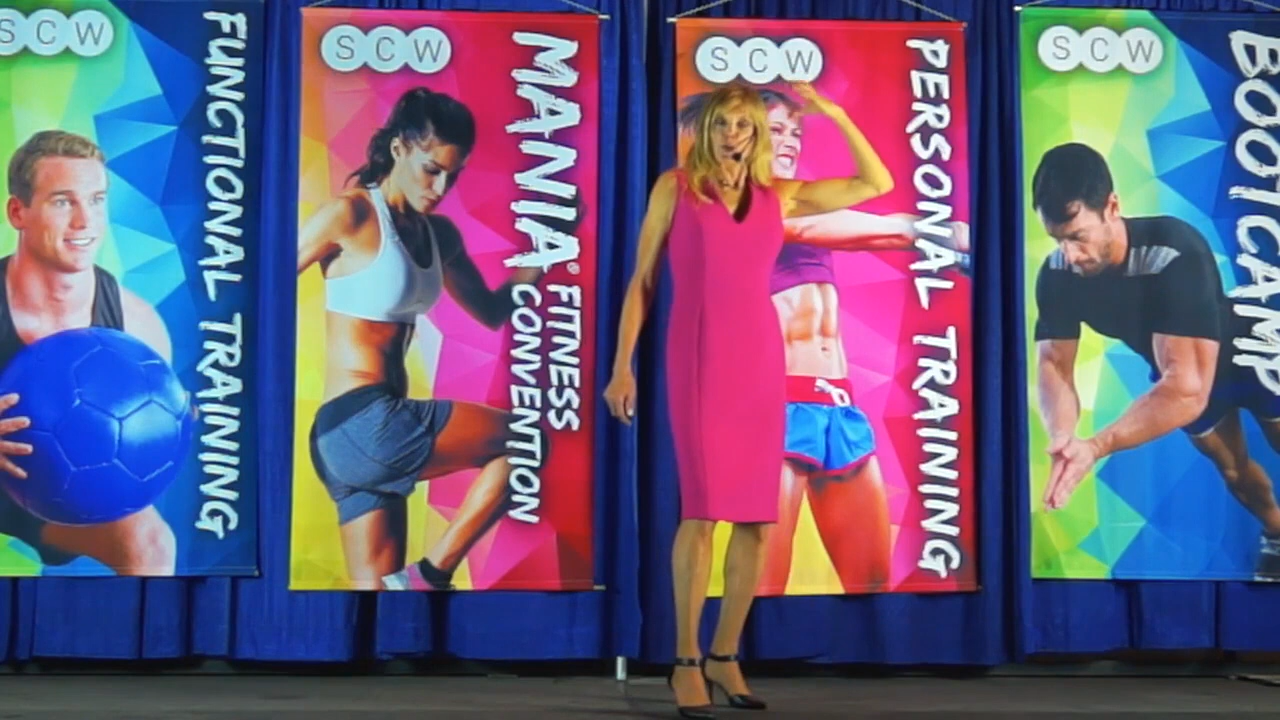 SCW
FUNCTIONAL TRAINING
SCW
MANIA®
FITNESS
CONVENTION
SCW
PERSONAL TRAINING
SCW
BOOTCAMP